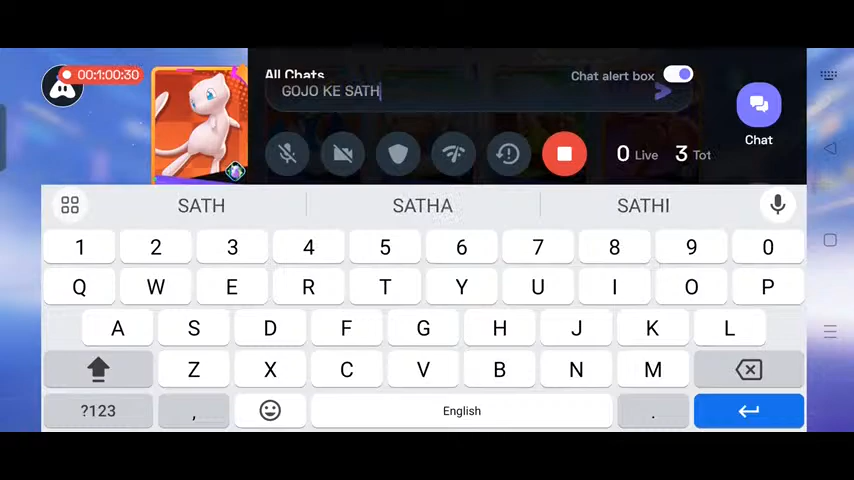 00:1:00:30
All Chats
Chat alert box
GOJO KE SATH
Chat
0 Live 3 Tot
SATH SATHA SATHI
1 2 3 4 5 6 7 8 9 0
Q W E R T Y U I O P
A S D F G H J K L
Z X C V B N M
?123 , English .